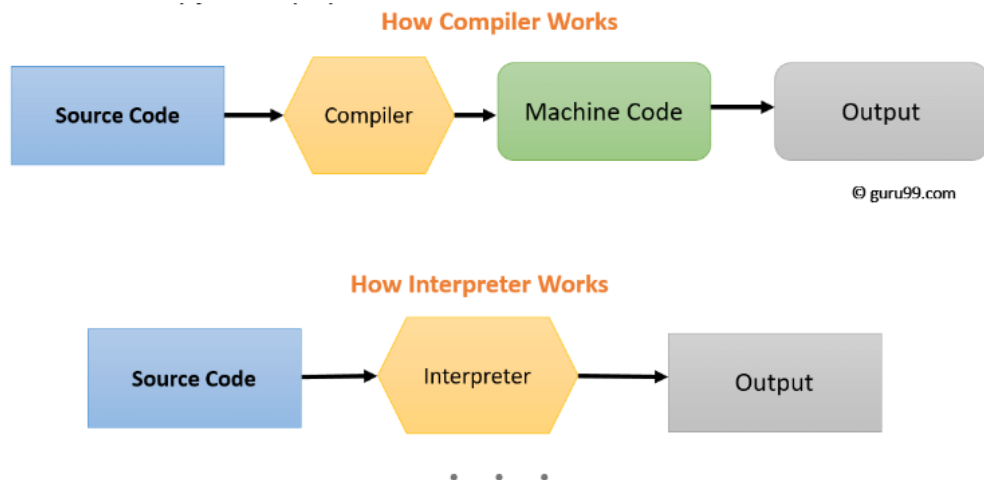 How Compiler Works
Source Code
Compiler
Machine Code
Output
© guru99.com
How Interpreter Works
Source Code
Interpreter
Output